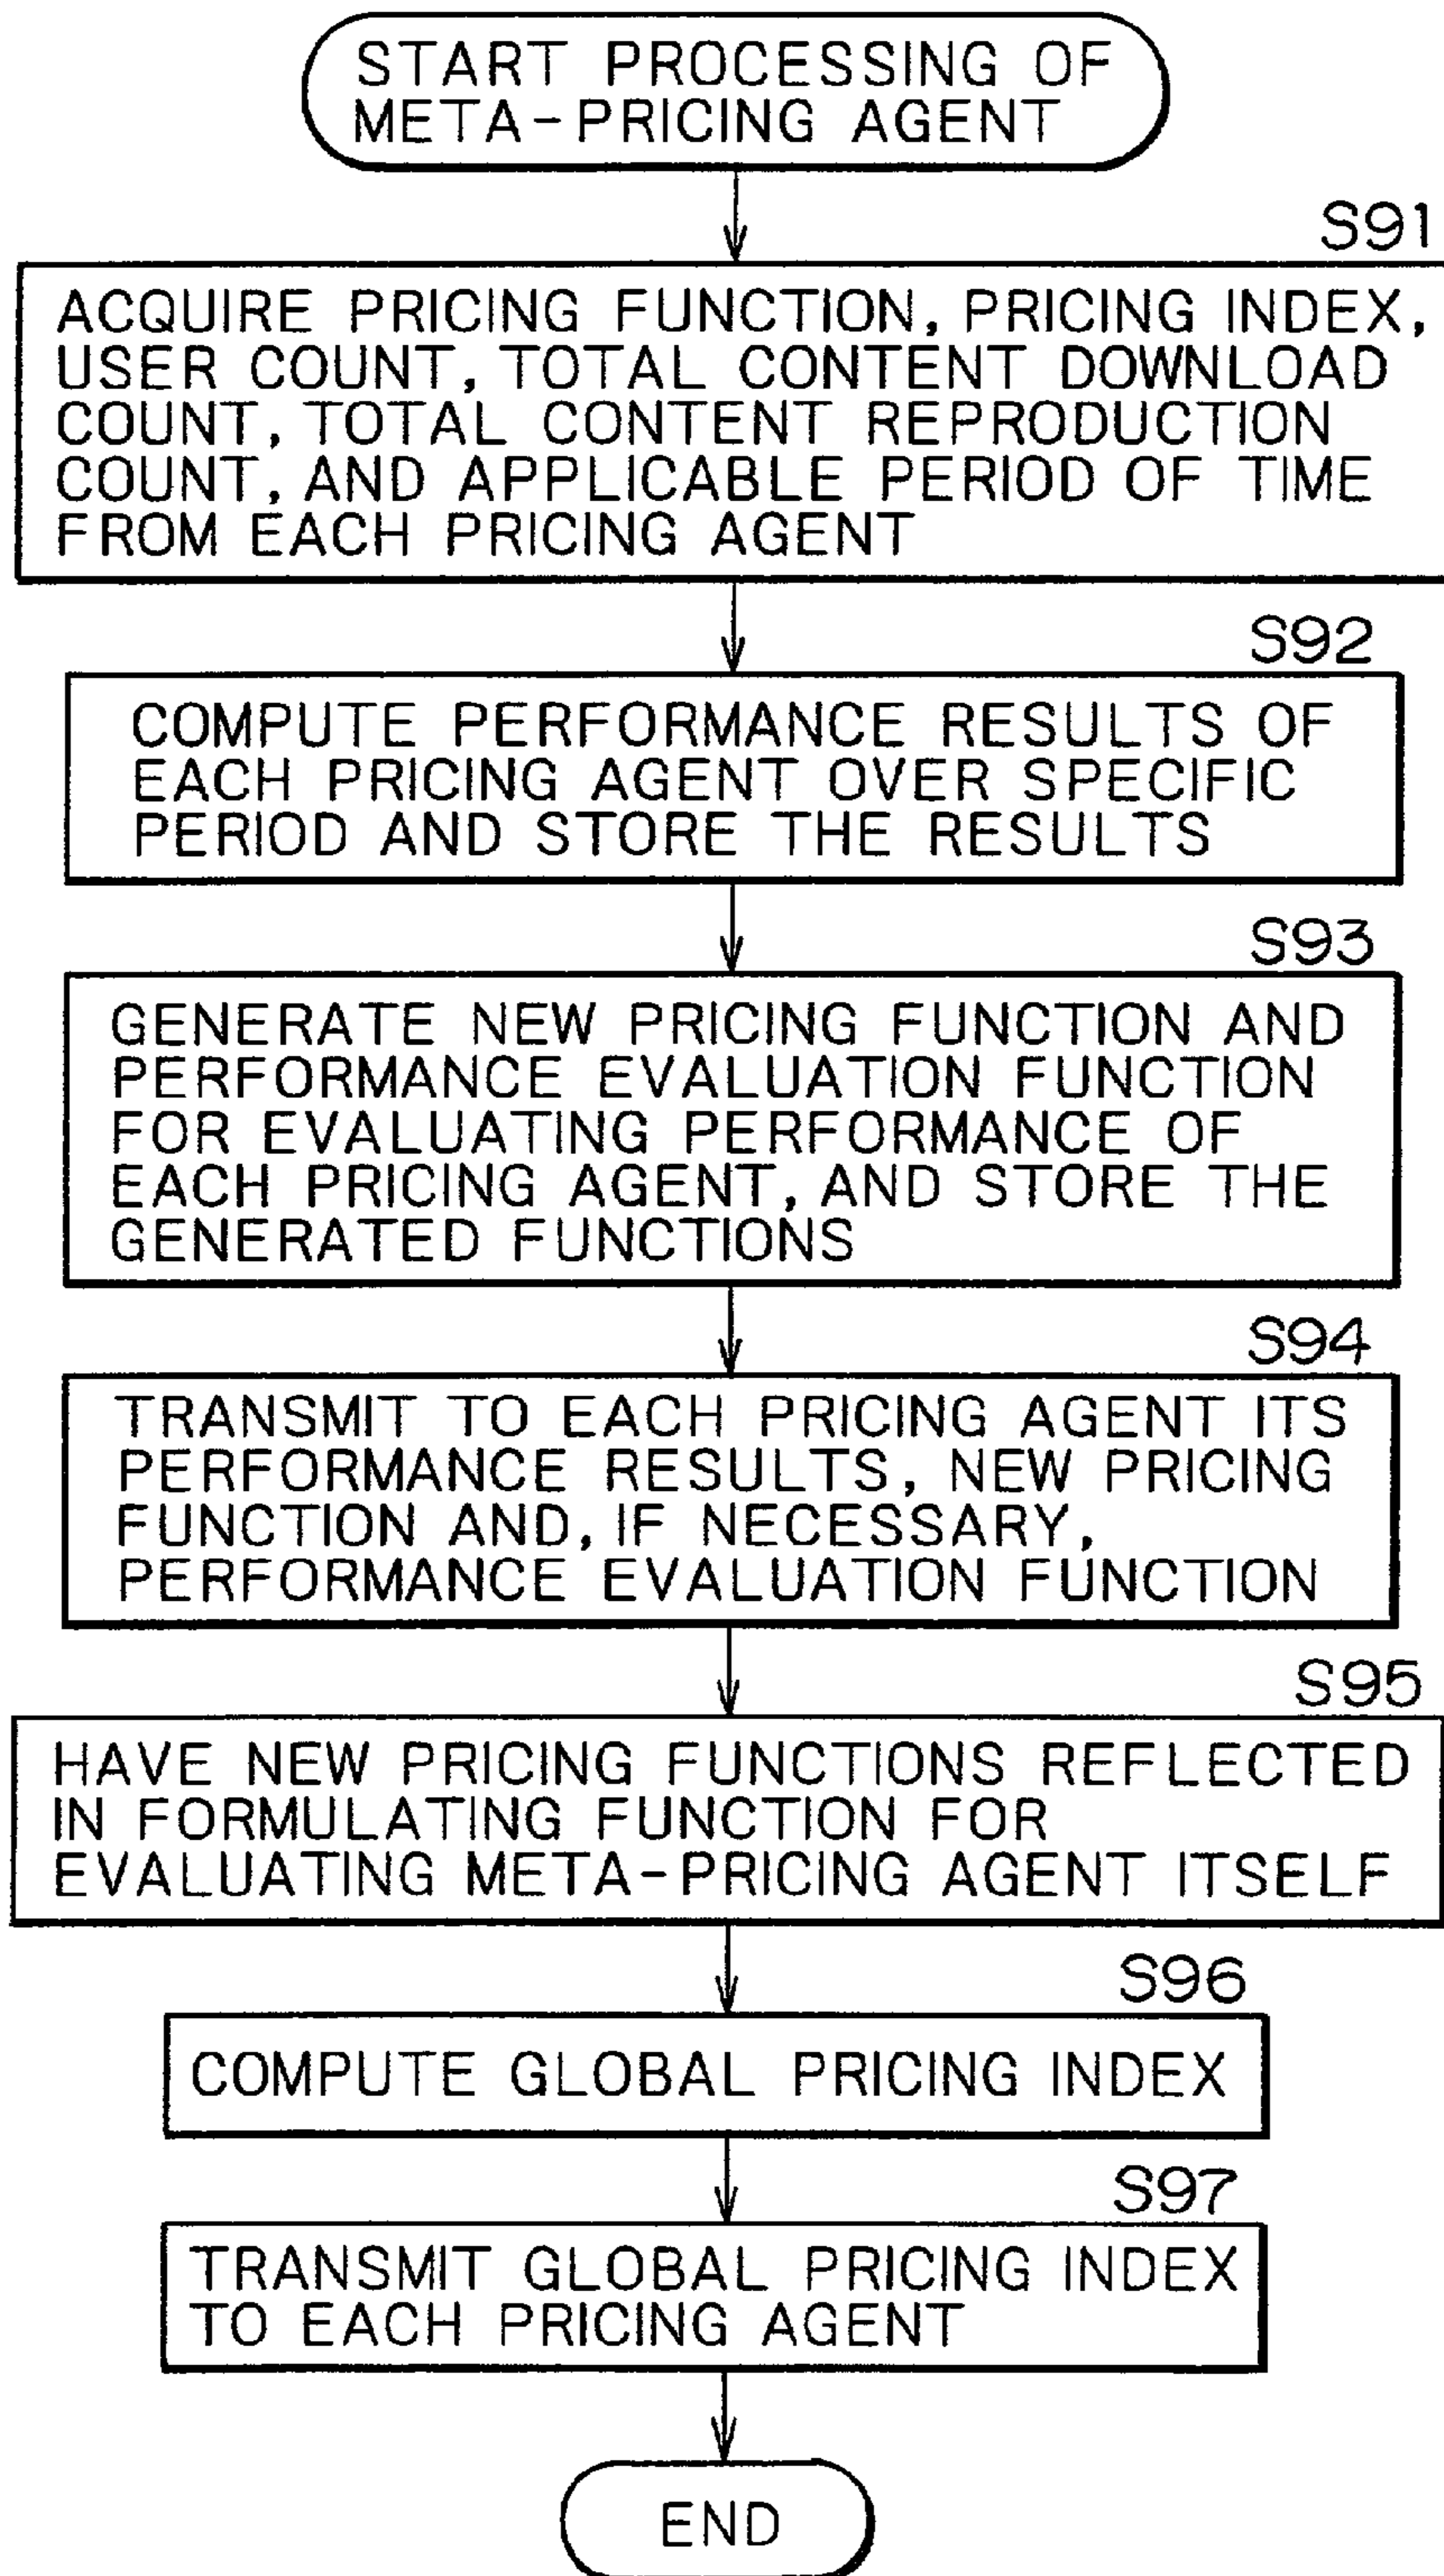 START PROCESSING OF
META-PRICING AGENT
S91
ACQUIRE PRICING FUNCTION, PRICING INDEX,
USER COUNT, TOTAL CONTENT DOWNLOAD
COUNT, TOTAL CONTENT REPRODUCTION
COUNT, AND APPLICABLE PERIOD OF TIME
FROM EACH PRICING AGENT
S92
COMPUTE PERFORMANCE RESULTS OF
EACH PRICING AGENT OVER SPECIFIC
PERIOD AND STORE THE RESULTS
S93
GENERATE NEW PRICING FUNCTION AND
PERFORMANCE EVALUATION FUNCTION
FOR EVALUATING PERFORMANCE OF
EACH PRICING AGENT, AND STORE THE
GENERATED FUNCTIONS
S94
TRANSMIT TO EACH PRICING AGENT ITS
PERFORMANCE RESULTS, NEW PRICING
FUNCTION AND, IF NECESSARY,
PERFORMANCE EVALUATION FUNCTION
S95
HAVE NEW PRICING FUNCTIONS REFLECTED
IN FORMULATING FUNCTION FOR
EVALUATING META-PRICING AGENT ITSELF
S96
COMPUTE GLOBAL PRICING INDEX
S97
TRANSMIT GLOBAL PRICING INDEX
TO EACH PRICING AGENT
END